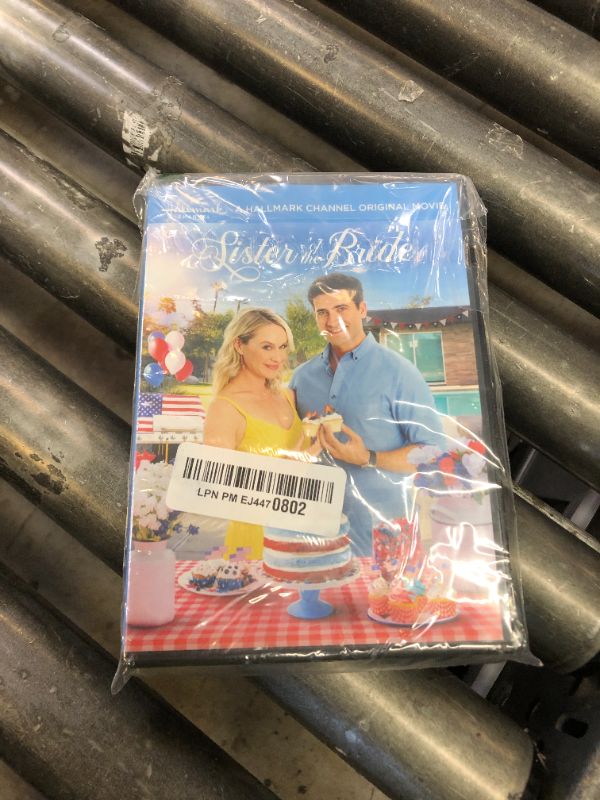 A HALLMARK CHANNEL ORIGINAL MOVIE
Sister of the Bride
LPN PM EJ4470802